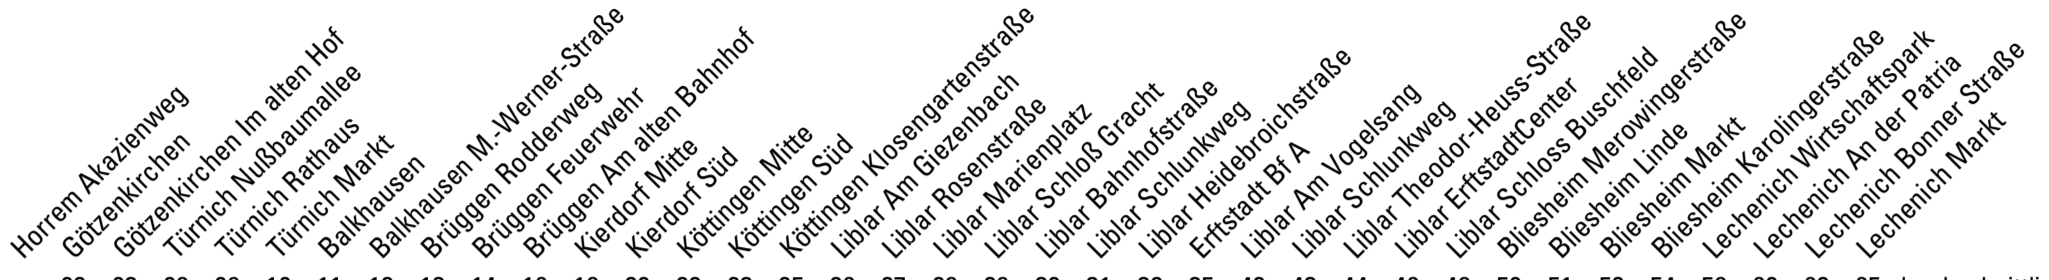 Horrem Akazienweg
Götzenkirchen
Götzenkirchen Im alten Hof
Türnich Nußbaumallee
Türnich Rathaus
Türnich Markt
Balkhausen
Balkhausen M.-Werner-Straße
Brüggen Rodderweg
Brüggen Feuerwehr
Brüggen Am alten Bahnhof
Kierdorf Mitte
Kierdorf Süd
Köttingen Mitte
Köttingen Süd
Köttingen Klosengartenstraße
Liblar Am Giezenbach
Liblar Rosenstraße
Liblar Marienplatz
Liblar Schloß Gracht
Liblar Bahnhofstraße
Liblar Schlunkweg
Liblar Heidebroichstraße
Erftstadt Bf A
Liblar Am Vogelsang
Liblar Schlunkweg
Liblar Theodor-Heuss-Straße
Liblar ErftstadtCenter
Liblar Schloss Buschfeld
Bliesheim Merowingerstraße
Bliesheim Linde
Bliesheim Markt
Bliesheim Karolingerstraße
Lechenich Wirtschaftspark
Lechenich An der Patria
Lechenich Bonner Straße
Lechenich Markt